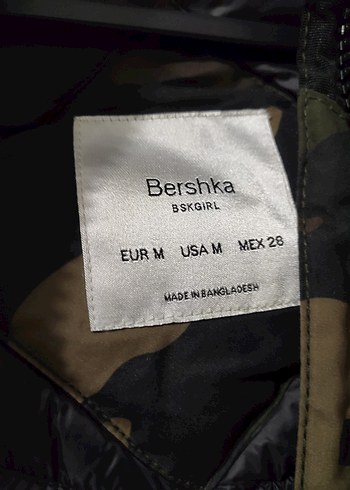 Bershka
BSKGIRL
EUR M USA M MEX 28
MADE IN BANGLADESH